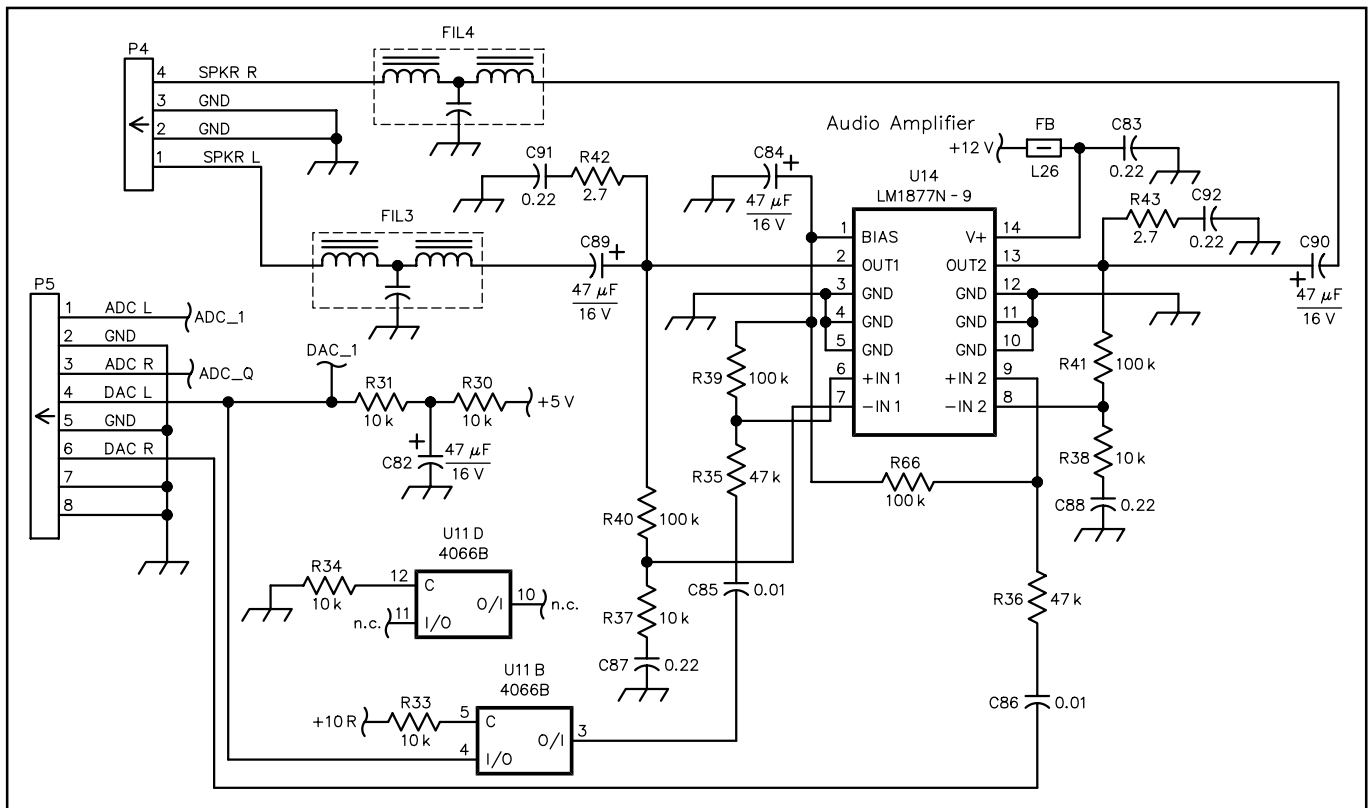 FIL4
P4
4 SPKR R
3 GND
2 GND
1 SPKR L
Audio Amplifier
+12 V
FB
L26
C83
0.22
C91
0.22
R42
2.7
C84
+
47 µF
16 V
U14
LM1877N-9
R43
2.7
C92
0.22
FIL3
C89
+
47 µF
16 V
1 BIAS
V+ 14
2 OUT1
OUT2 13
3 GND
GND 12
4 GND
GND 11
5 GND
GND 10
6 +IN 1
+IN 2 9
7 −IN 1
−IN 2 8
C90
+
47 µF
16 V
P5
1 ADC L
ADC_1
2 GND
3 ADC R
ADC_Q
4 DAC L
5 GND
6 DAC R
7
8
DAC_1
R31
10 k
R30
10 k
+5 V
+
C82
47 µF
16 V
R39
100 k
R41
100 k
R35
47 k
R66
100 k
R38
10 k
C88
0.22
R40
100 k
U11 D
4066B
R34
10 k
12
C
n.c.
11
I/O
O/I
10
n.c.
C85
0.01
R36
47 k
R37
10 k
C87
0.22
U11 B
4066B
+10 R
R33
10 k
5
C
4
I/O
O/I
3
C86
0.01